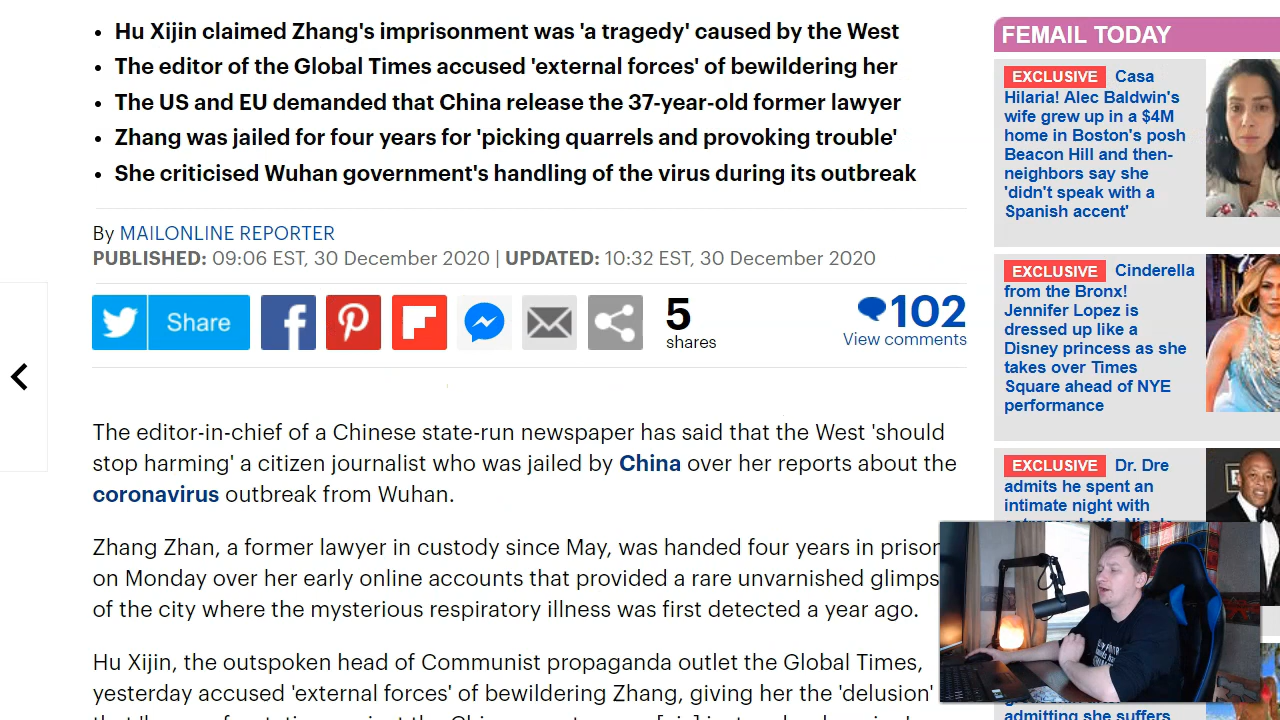 Hu Xijin claimed Zhang's imprisonment was 'a tragedy' caused by the West
The editor of the Global Times accused 'external forces' of bewildering her
The US and EU demanded that China release the 37-year-old former lawyer
Zhang was jailed for four years for 'picking quarrels and provoking trouble'
She criticised Wuhan government's handling of the virus during its outbreak
By MAILONLINE REPORTER
PUBLISHED: 09:06 EST, 30 December 2020 | UPDATED: 10:32 EST, 30 December 2020
Share
5
shares
102
View comments
The editor-in-chief of a Chinese state-run newspaper has said that the West 'should
stop harming' a citizen journalist who was jailed by China over her reports about the
coronavirus outbreak from Wuhan.
Zhang Zhan, a former lawyer in custody since May, was handed four years in prison
on Monday over her early online accounts that provided a rare unvarnished glimps
of the city where the mysterious respiratory illness was first detected a year ago.
Hu Xijin, the outspoken head of Communist propaganda outlet the Global Times,
yesterday accused 'external forces' of bewildering Zhang, giving her the 'delusion'
FEMAIL TODAY
EXCLUSIVE Casa
Hilaria! Alec Baldwin's
wife grew up in a $4M
home in Boston's posh
Beacon Hill and then-
neighbors say she
'didn't speak with a
Spanish accent'
EXCLUSIVE Cinderella
from the Bronx!
Jennifer Lopez is
dressed up like a
Disney princess as she
takes over Times
Square ahead of NYE
performance
EXCLUSIVE Dr. Dre
admits he spent an
intimate night with
admitting she suffers